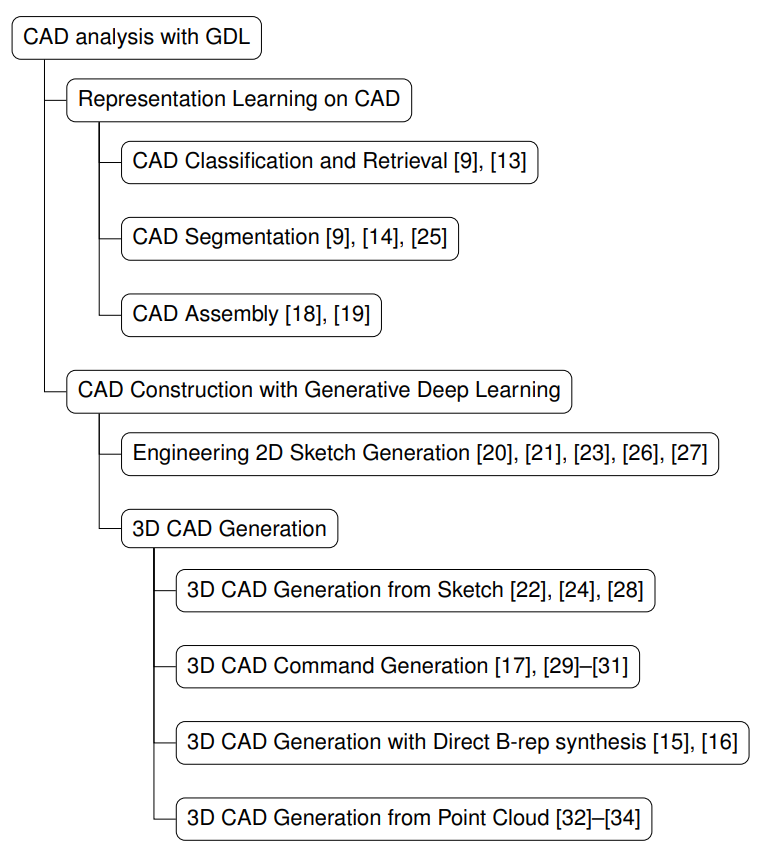 CAD analysis with GDL
Representation Learning on CAD
CAD Classification and Retrieval [9], [13]
CAD Segmentation [9], [14], [25]
CAD Assembly [18], [19]
CAD Construction with Generative Deep Learning
Engineering 2D Sketch Generation [20], [21], [23], [26], [27]
3D CAD Generation
3D CAD Generation from Sketch [22], [24], [28]
3D CAD Command Generation [17], [29]–[31]
3D CAD Generation with Direct B-rep synthesis [15], [16]
3D CAD Generation from Point Cloud [32]–[34]